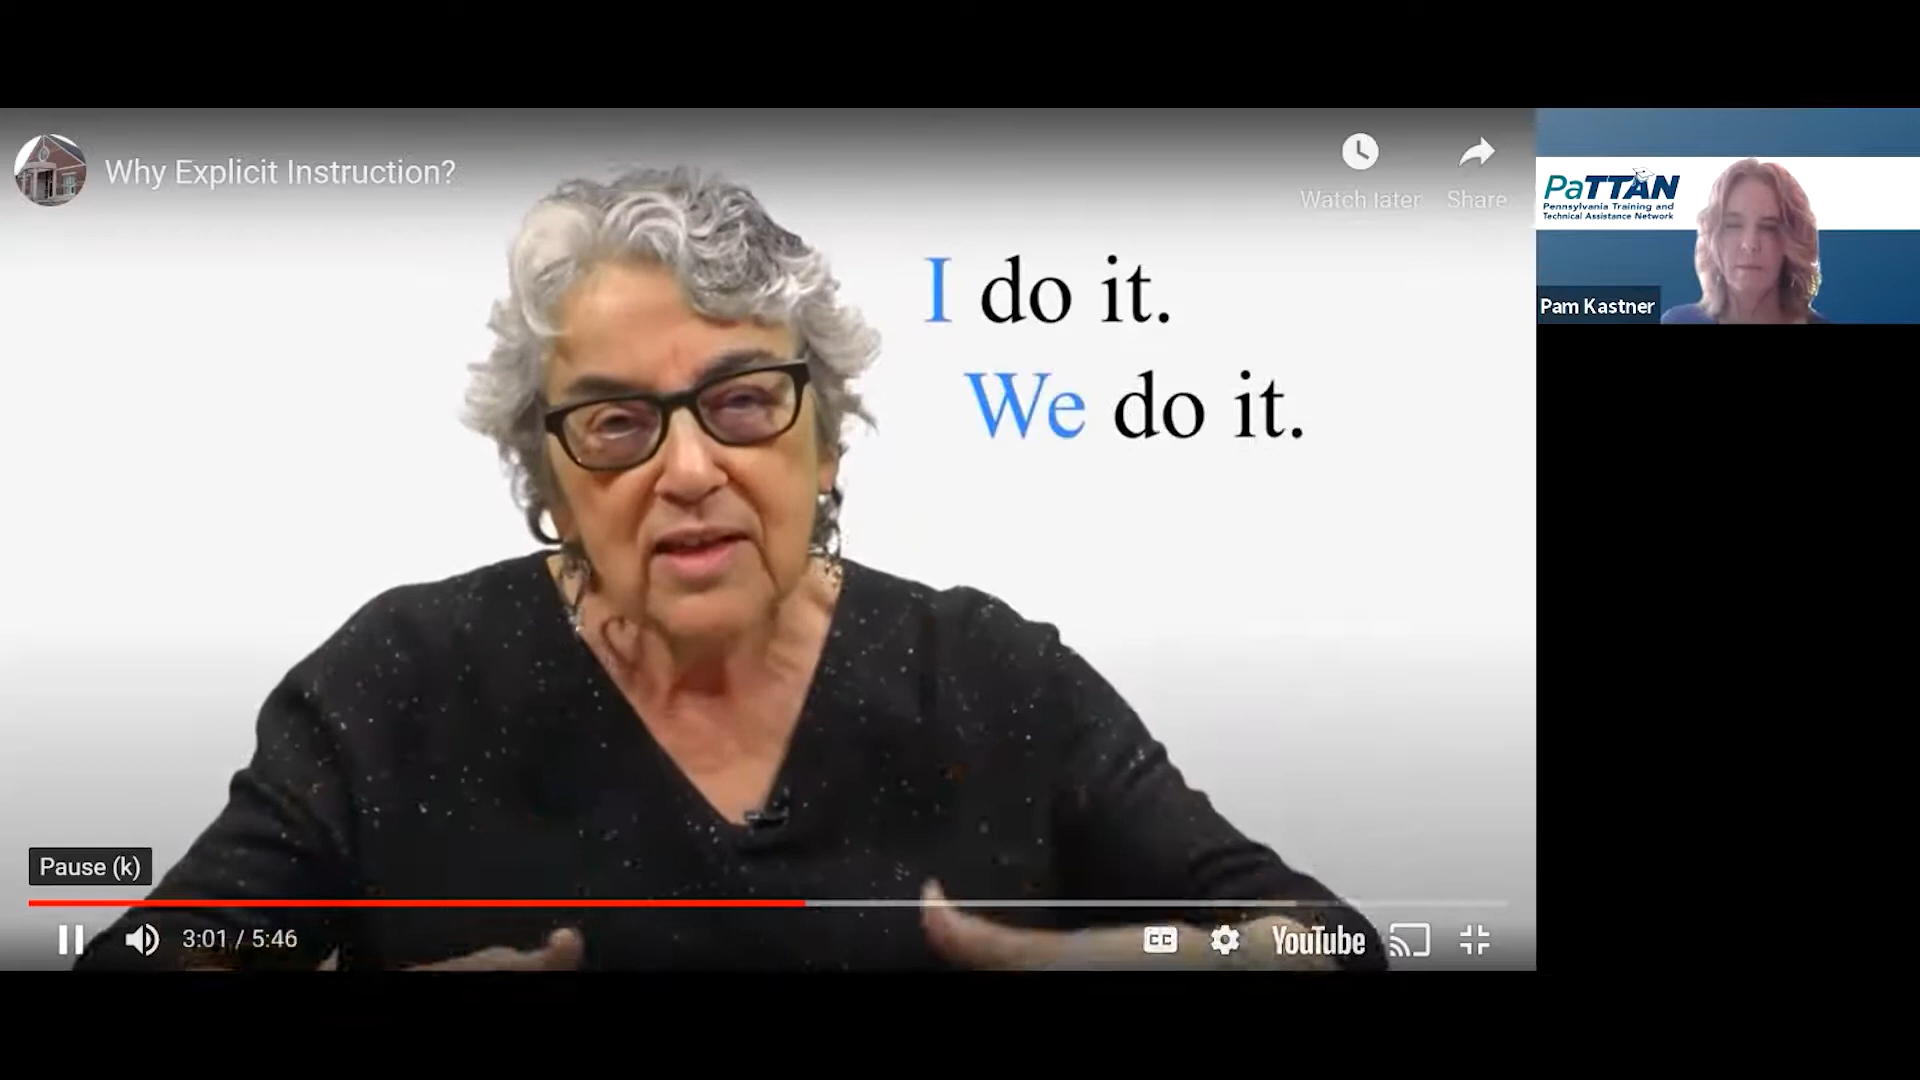 Why Explicit Instruction?
Watch later
Share
I do it.
We do it.
PaTTAN
Pennsylvania Training and
Technical Assistance Network
Pam Kastner
Pause (k)
3:01 / 5:46
CC
YouTube